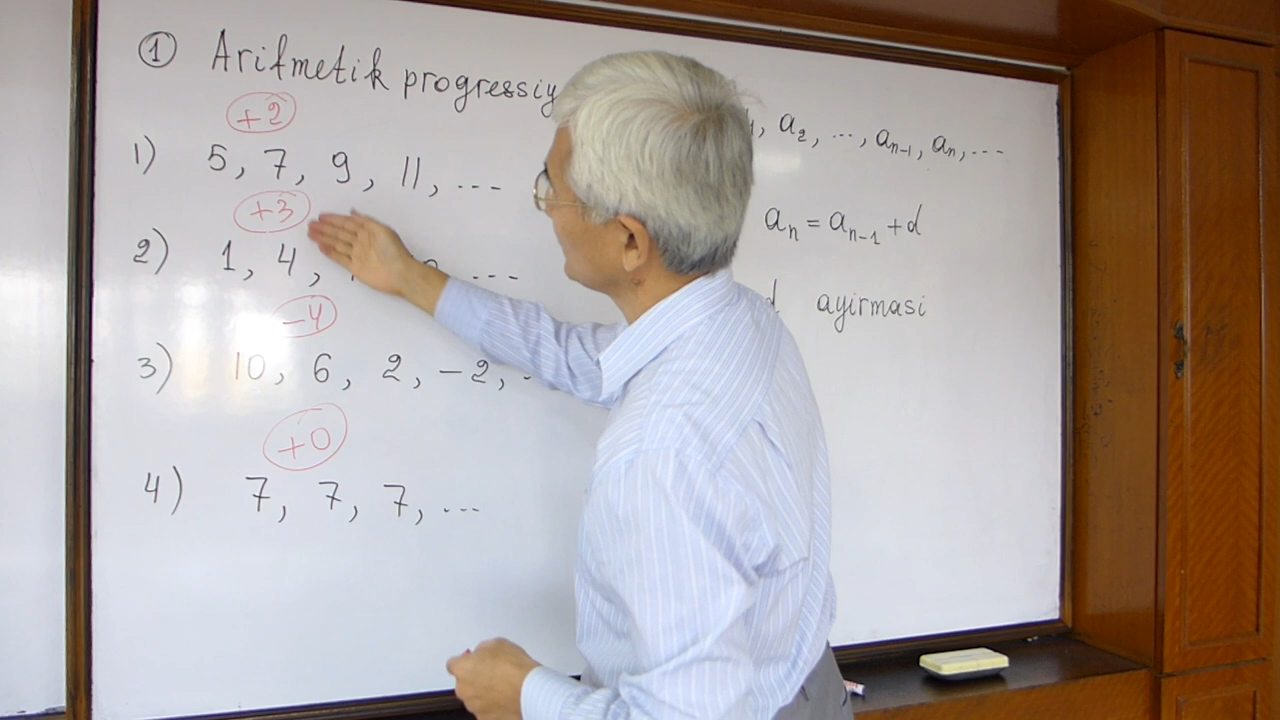 ① Arifmetik progressiy
+2
1) 5, 7, 9, 11, ...
+3
2) 1, 4, ...
-4
3) 10, 6, 2, -2,
+0
4) 7, 7, 7, ...
, a₂, ..., aₙ₋₁, aₙ, ...
aₙ = aₙ₋₁ + d
d ayirmasi